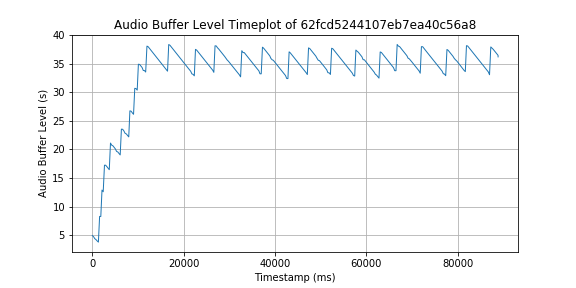 Audio Buffer Level Timeplot of 62fcd5244107eb7ea40c56a8
40
35
30
25
20
15
10
5
Audio Buffer Level (s)
0 20000 40000 60000 80000
Timestamp (ms)